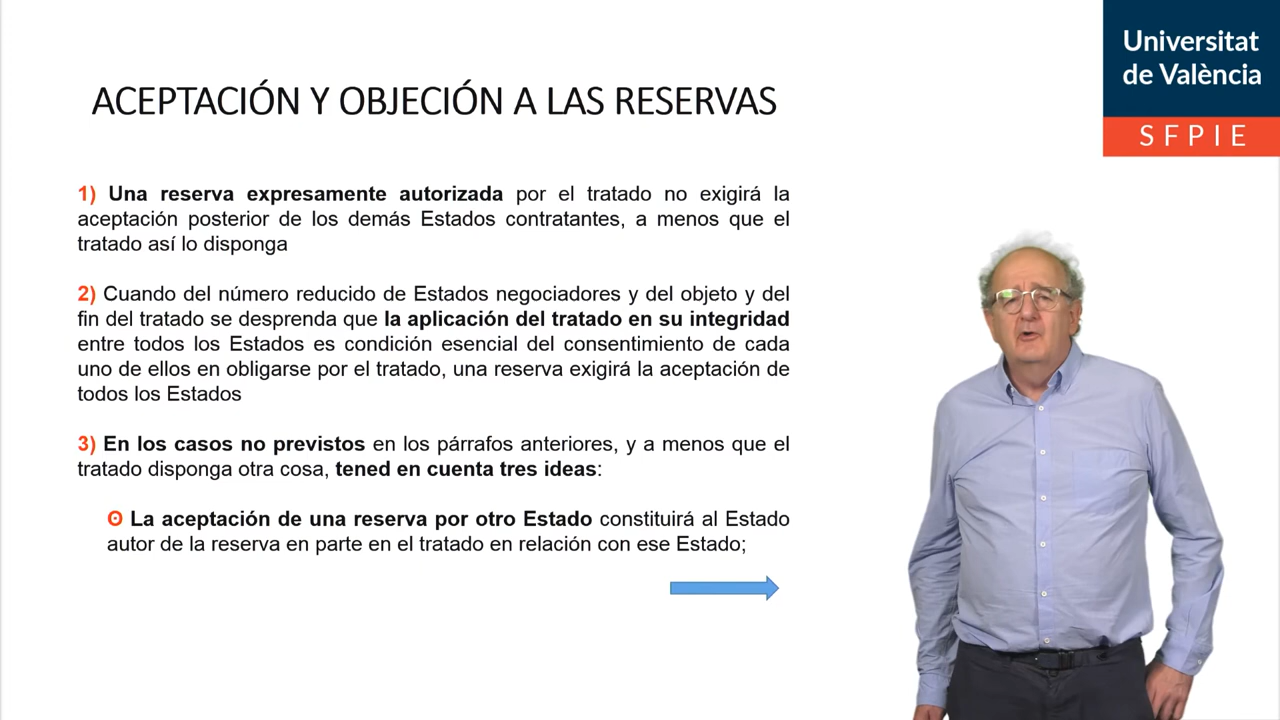 Universitat
de València
SFPIE
ACEPTACIÓN Y OBJECIÓN A LAS RESERVAS
1) Una reserva expresamente autorizada por el tratado no exigirá la
aceptación posterior de los demás Estados contratantes, a menos que el
tratado así lo disponga
2) Cuando del número reducido de Estados negociadores y del objeto y del
fin del tratado se desprenda que la aplicación del tratado en su integridad
entre todos los Estados es condición esencial del consentimiento de cada
uno de ellos en obligarse por el tratado, una reserva exigirá la aceptación de
todos los Estados
3) En los casos no previstos en los párrafos anteriores, y a menos que el
tratado disponga otra cosa, tened en cuenta tres ideas:
ʘ La aceptación de una reserva por otro Estado constituirá al Estado
autor de la reserva en parte en el tratado en relación con ese Estado;